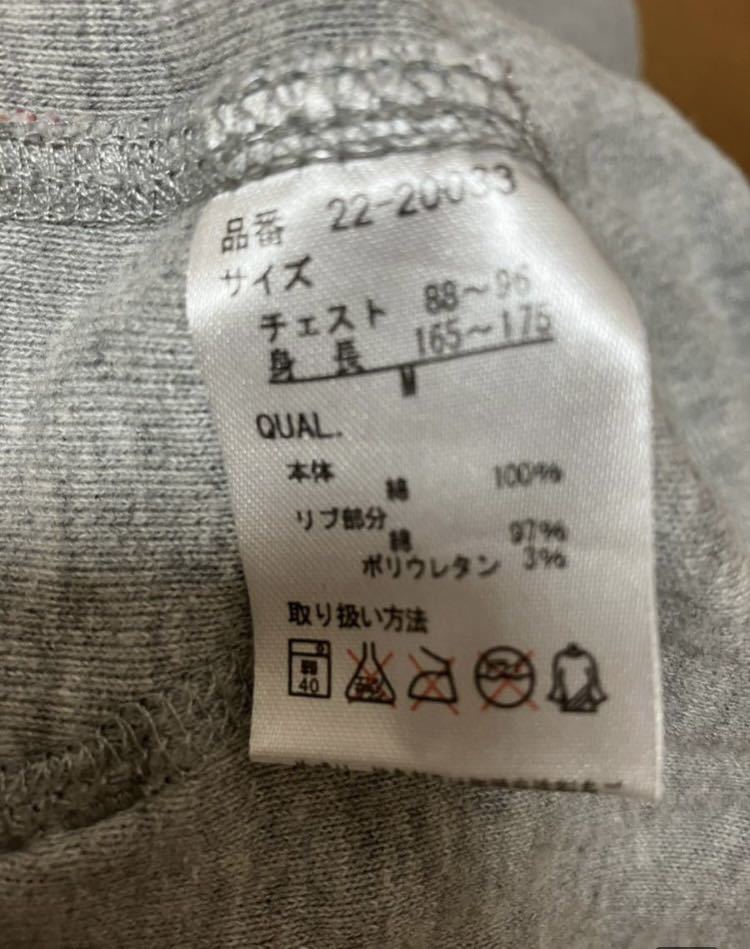 品番 22-20033
サイズ
チェスト 88～96
身長 165～175
M
QUAL.
本体
綿 100%
リブ部分
綿 97%
ポリウレタン 3%
取り扱い方法
弱
40